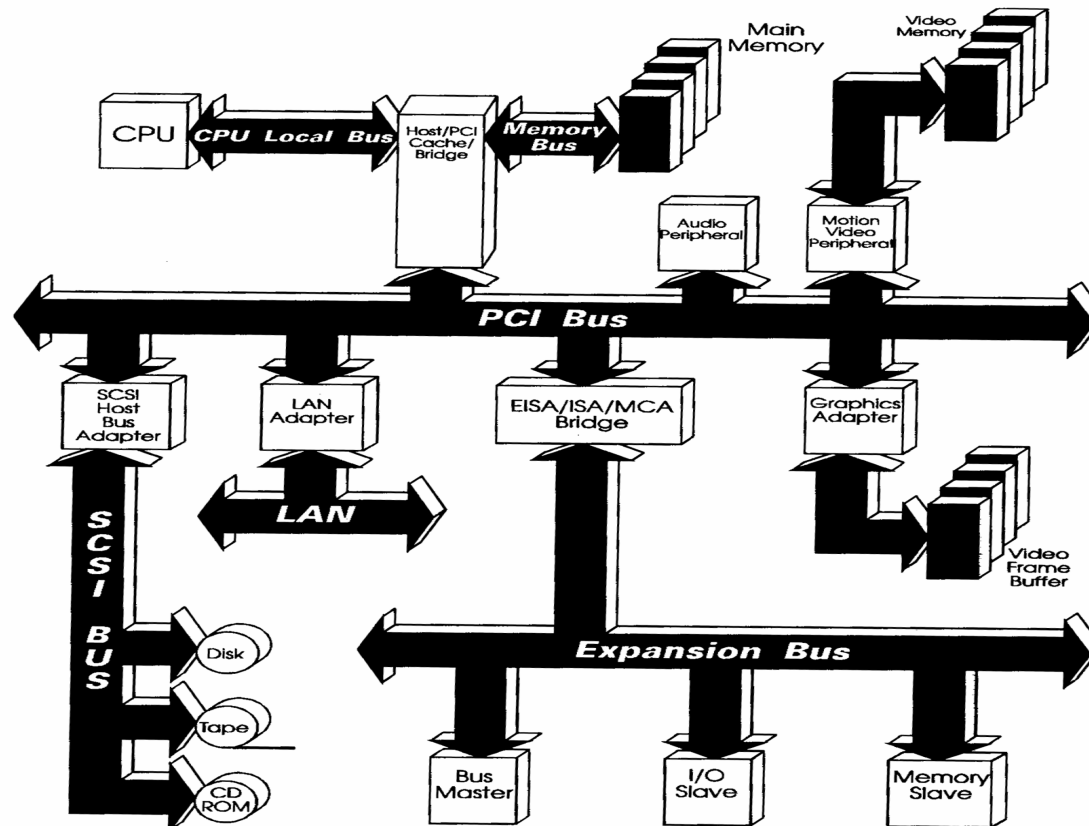 Main
Memory
Video
Memory
CPU
CPU Local Bus
Host/PCI
Cache/
Bridge
Memory
Bus
Audio
Peripheral
Motion
Video
Peripheral
PCI Bus
SCSI
Host
Bus
Adapter
LAN
Adapter
EISA/ISA/MCA
Bridge
Graphics
Adapter
LAN
SCSI BUS
Video
Frame
Buffer
Disk
Expansion Bus
Tape
CD
ROM
Bus
Master
I/O
Slave
Memory
Slave